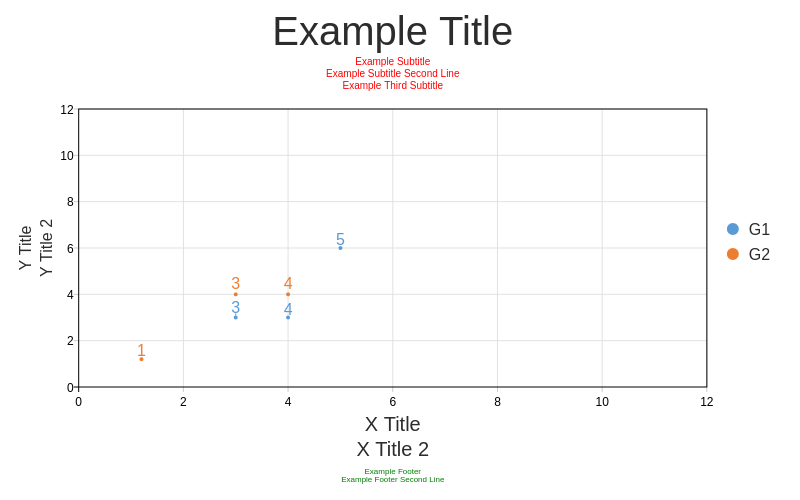 Example Title
Example Subtitle
Example Subtitle Second Line
Example Third Subtitle
12
10
8
6
4
2
0
Y Title
Y Title 2
5
3
4
3
4
1
G1
G2
0 2 4 6 8 10 12
X Title
X Title 2
Example Footer
Example Footer Second Line